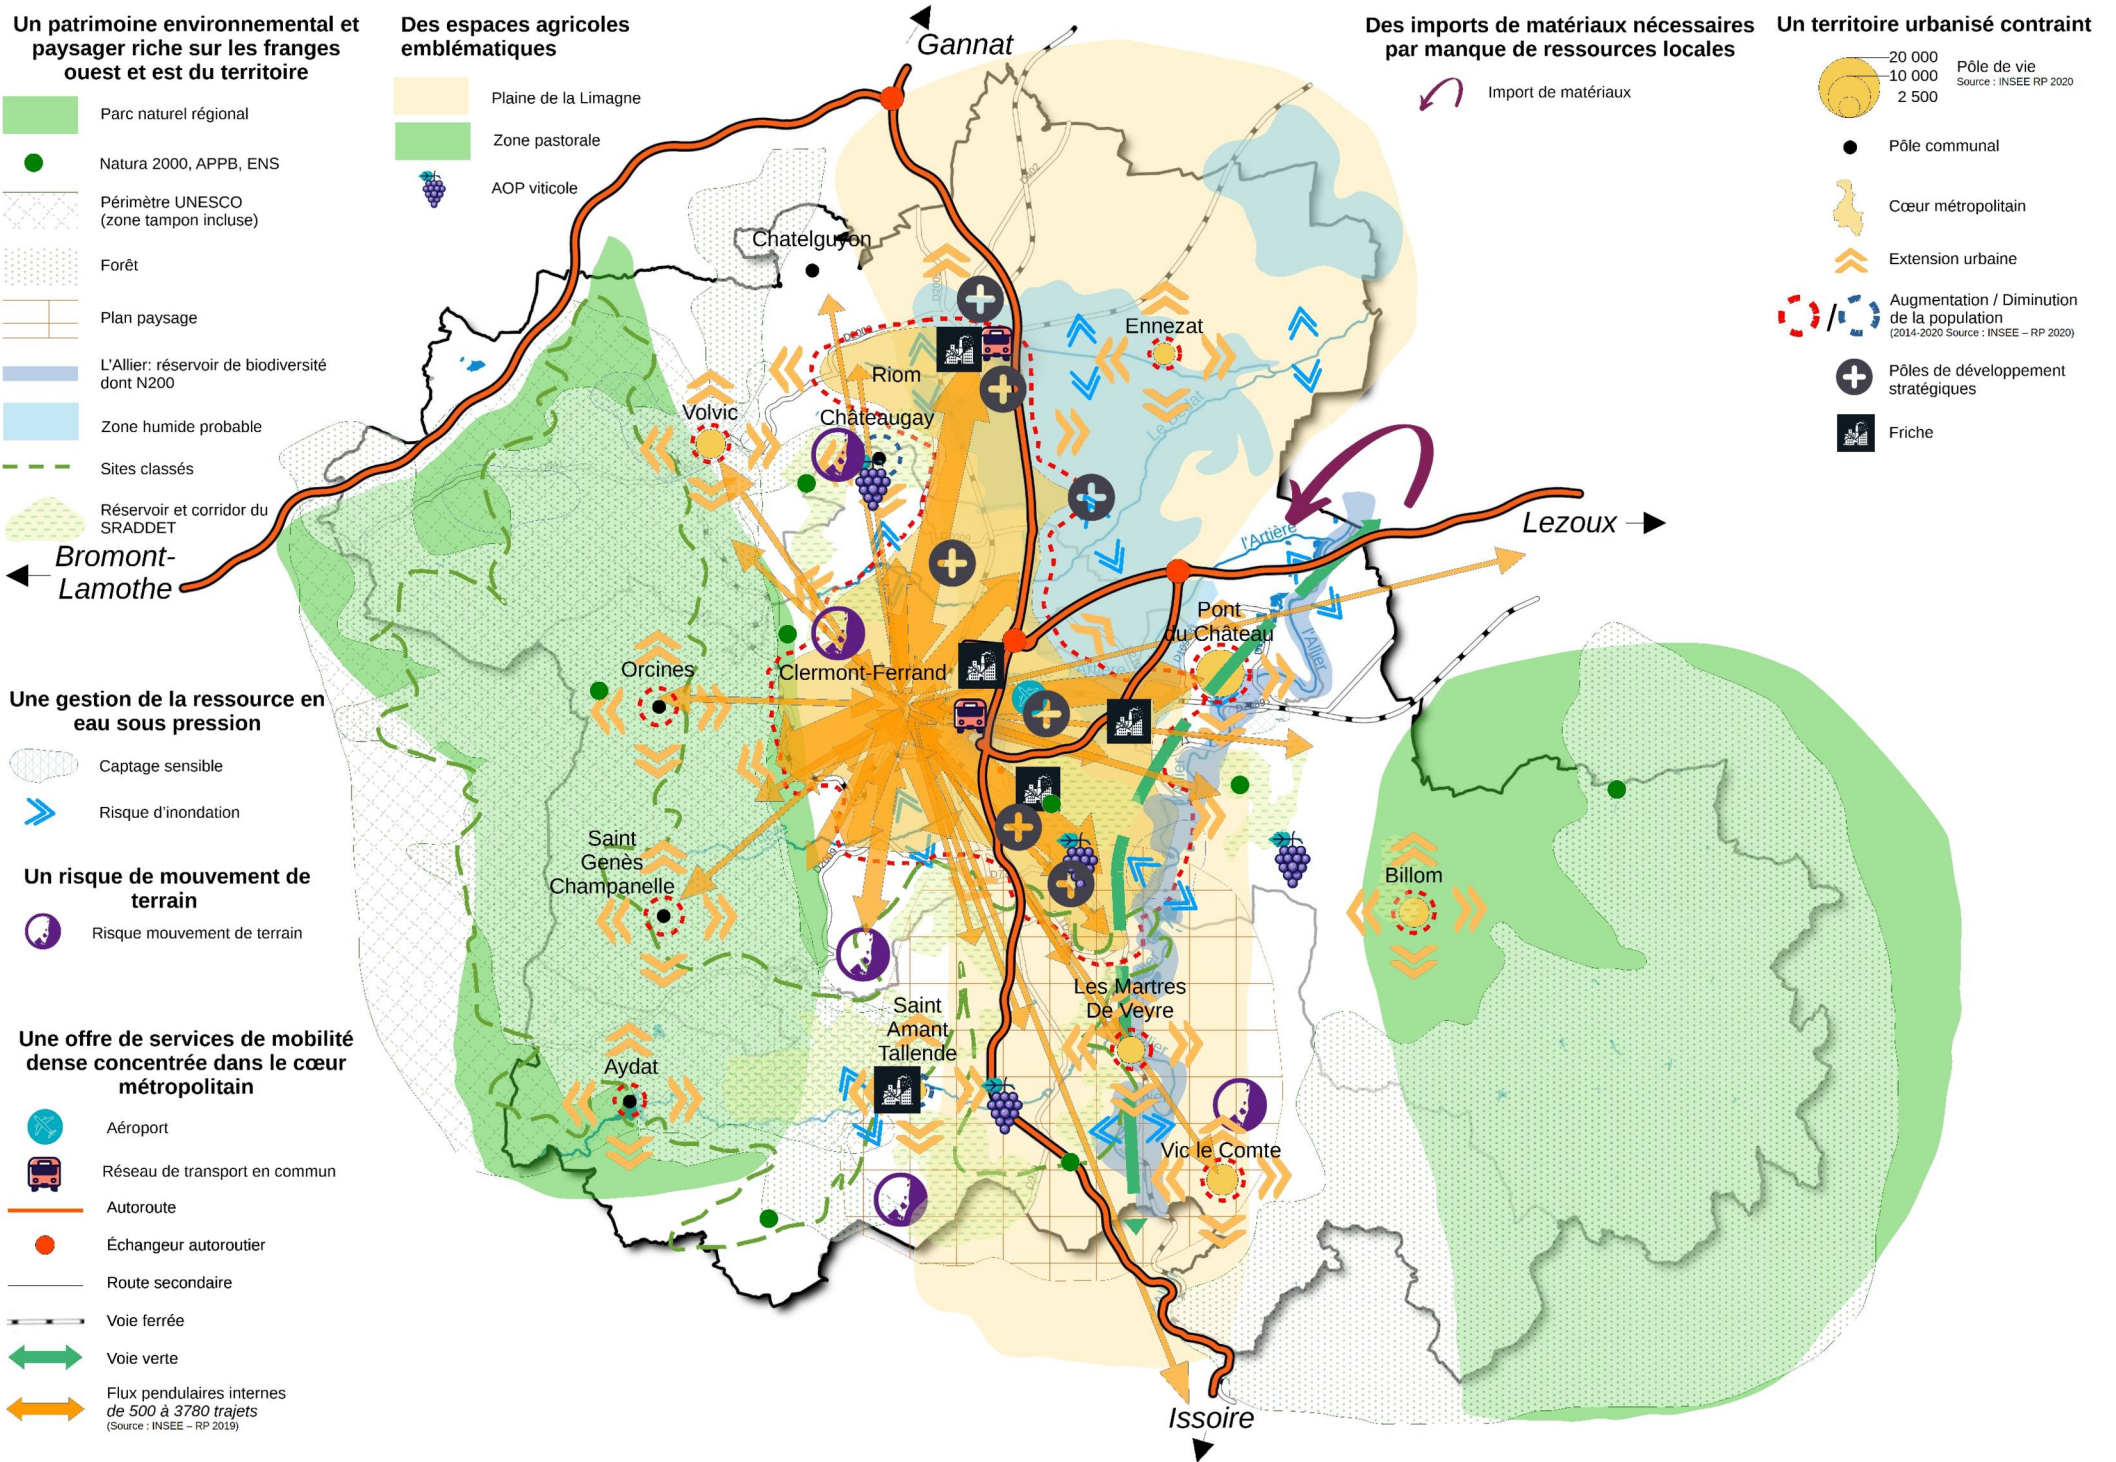 Un patrimoine environnemental et
paysager riche sur les franges
ouest et est du territoire
Parc naturel régional
Natura 2000, APPB, ENS
Périmètre UNESCO
(zone tampon incluse)
Forêt
Plan paysage
L'Allier: réservoir de biodiversité
dont N200
Zone humide probable
Sites classés
Réservoir et corridor du
SRADDET
Une gestion de la ressource en
eau sous pression
Captage sensible
Risque d'inondation
Un risque de mouvement de
terrain
Risque mouvement de terrain
Une offre de services de mobilité
dense concentrée dans le cœur
métropolitain
Aéroport
Réseau de transport en commun
Autoroute
Échangeur autoroutier
Route secondaire
Voie ferrée
Voie verte
Flux pendulaires internes
de 500 à 3780 trajets
(Source : INSEE – RP 2019)
Des espaces agricoles
emblématiques
Plaine de la Limagne
Zone pastorale
AOP viticole
Des imports de matériaux nécessaires
par manque de ressources locales
Import de matériaux
Un territoire urbanisé contraint
20 000
10 000
2 500
Pôle de vie
Source : INSEE RP 2020
Pôle communal
Cœur métropolitain
Extension urbaine
/
Augmentation / Diminution
de la population
(2014-2020 Source : INSEE – RP 2020)
Pôles de développement
stratégiques
Friche
Gannat
Chatelguyon
Ennezat
Riom
Volvic
Châteaugay
Le Bédat
Lezoux
l'Artière
Bromont-
Lamothe
Pont
du Château
l'Allier
Orcines
Clermont-Ferrand
Saint
Genès
Champanelle
Billom
Les Martres
De Veyre
Saint
Amant
Tallende
Aydat
Vic le Comte
Issoire